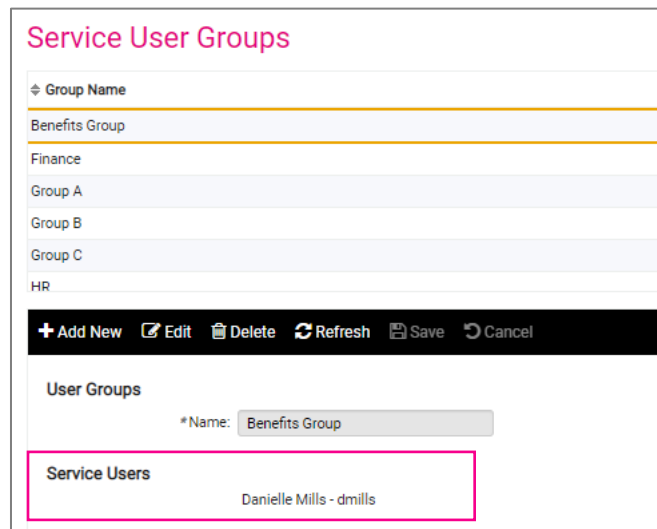 Service User Groups
Group Name
Benefits Group
Finance
Group A
Group B
Group C
HR
Add New Edit Delete Refresh Save Cancel
User Groups
*Name: Benefits Group
Service Users
Danielle Mills - dmills